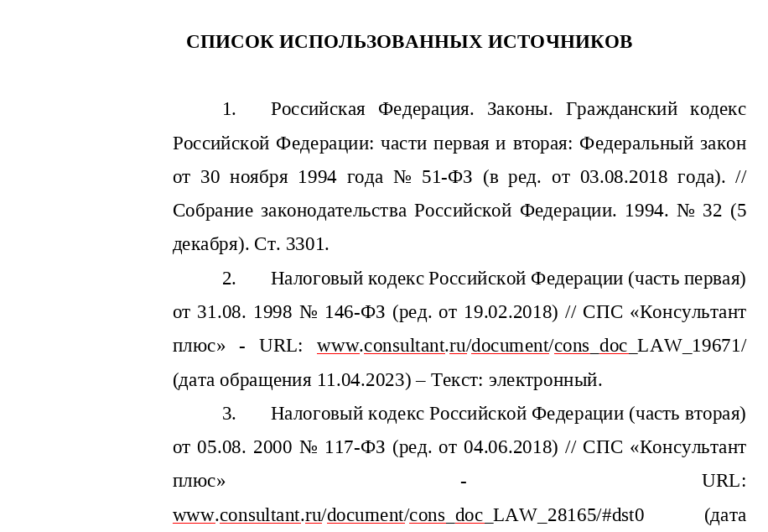 СПИСОК ИСПОЛЬЗОВАННЫХ ИСТОЧНИКОВ
1. Российская Федерация. Законы. Гражданский кодекс
Российской Федерации: части первая и вторая: Федеральный закон
от 30 ноября 1994 года № 51-ФЗ (в ред. от 03.08.2018 года). //
Собрание законодательства Российской Федерации. 1994. № 32 (5
декабря). Ст. 3301.
2. Налоговый кодекс Российской Федерации (часть первая)
от 31.08. 1998 № 146-ФЗ (ред. от 19.02.2018) // СПС «Консультант
плюс» - URL: www.consultant.ru/document/cons_doc_LAW_19671/
(дата обращения 11.04.2023) – Текст: электронный.
3. Налоговый кодекс Российской Федерации (часть вторая)
от 05.08. 2000 № 117-ФЗ (ред. от 04.06.2018) // СПС «Консультант
плюс» - URL:
www.consultant.ru/document/cons_doc_LAW_28165/#dst0 (дата